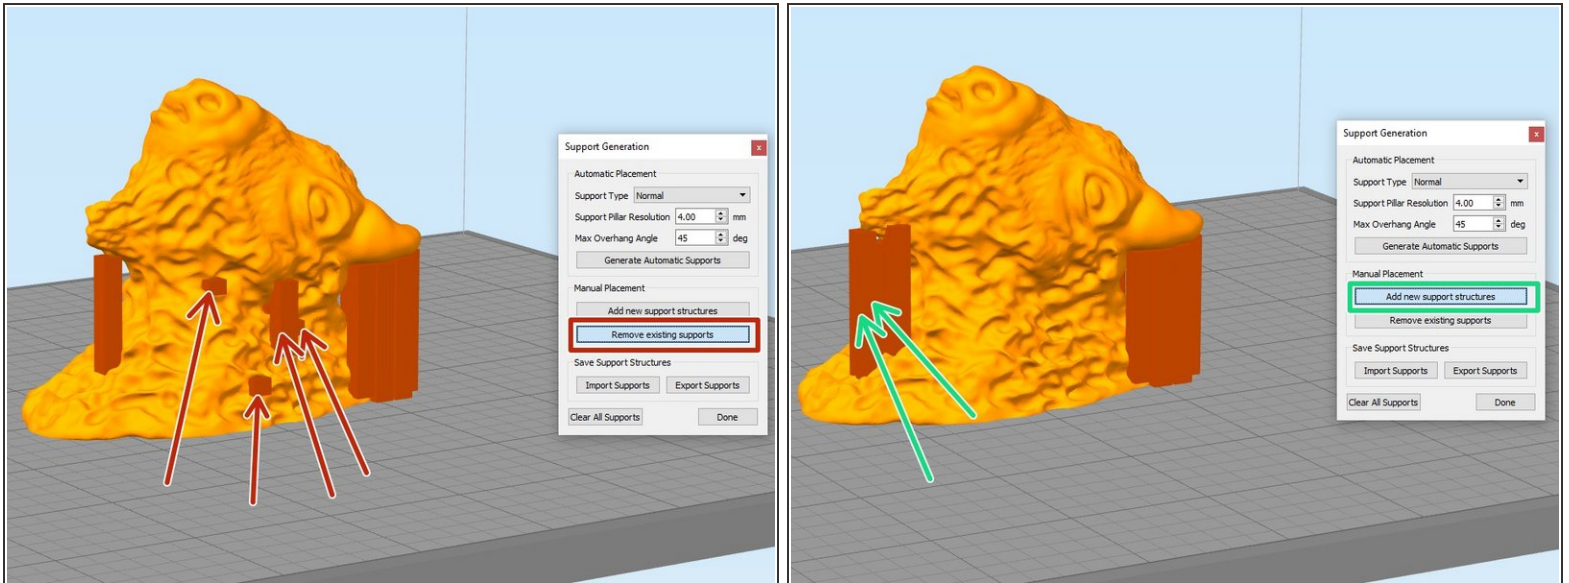 Support Generation
x
Automatic Placement
Support Type Normal
Support Pillar Resolution 4.00 mm
Max Overhang Angle 45 deg
Generate Automatic Supports
Manual Placement
Add new support structures
Remove existing supports
Save Support Structures
Import Supports Export Supports
Clear All Supports Done
Support Generation
x
Automatic Placement
Support Type Normal
Support Pillar Resolution 4.00 mm
Max Overhang Angle 45 deg
Generate Automatic Supports
Manual Placement
Add new support structures
Remove existing supports
Save Support Structures
Import Supports Export Supports
Clear All Supports Done